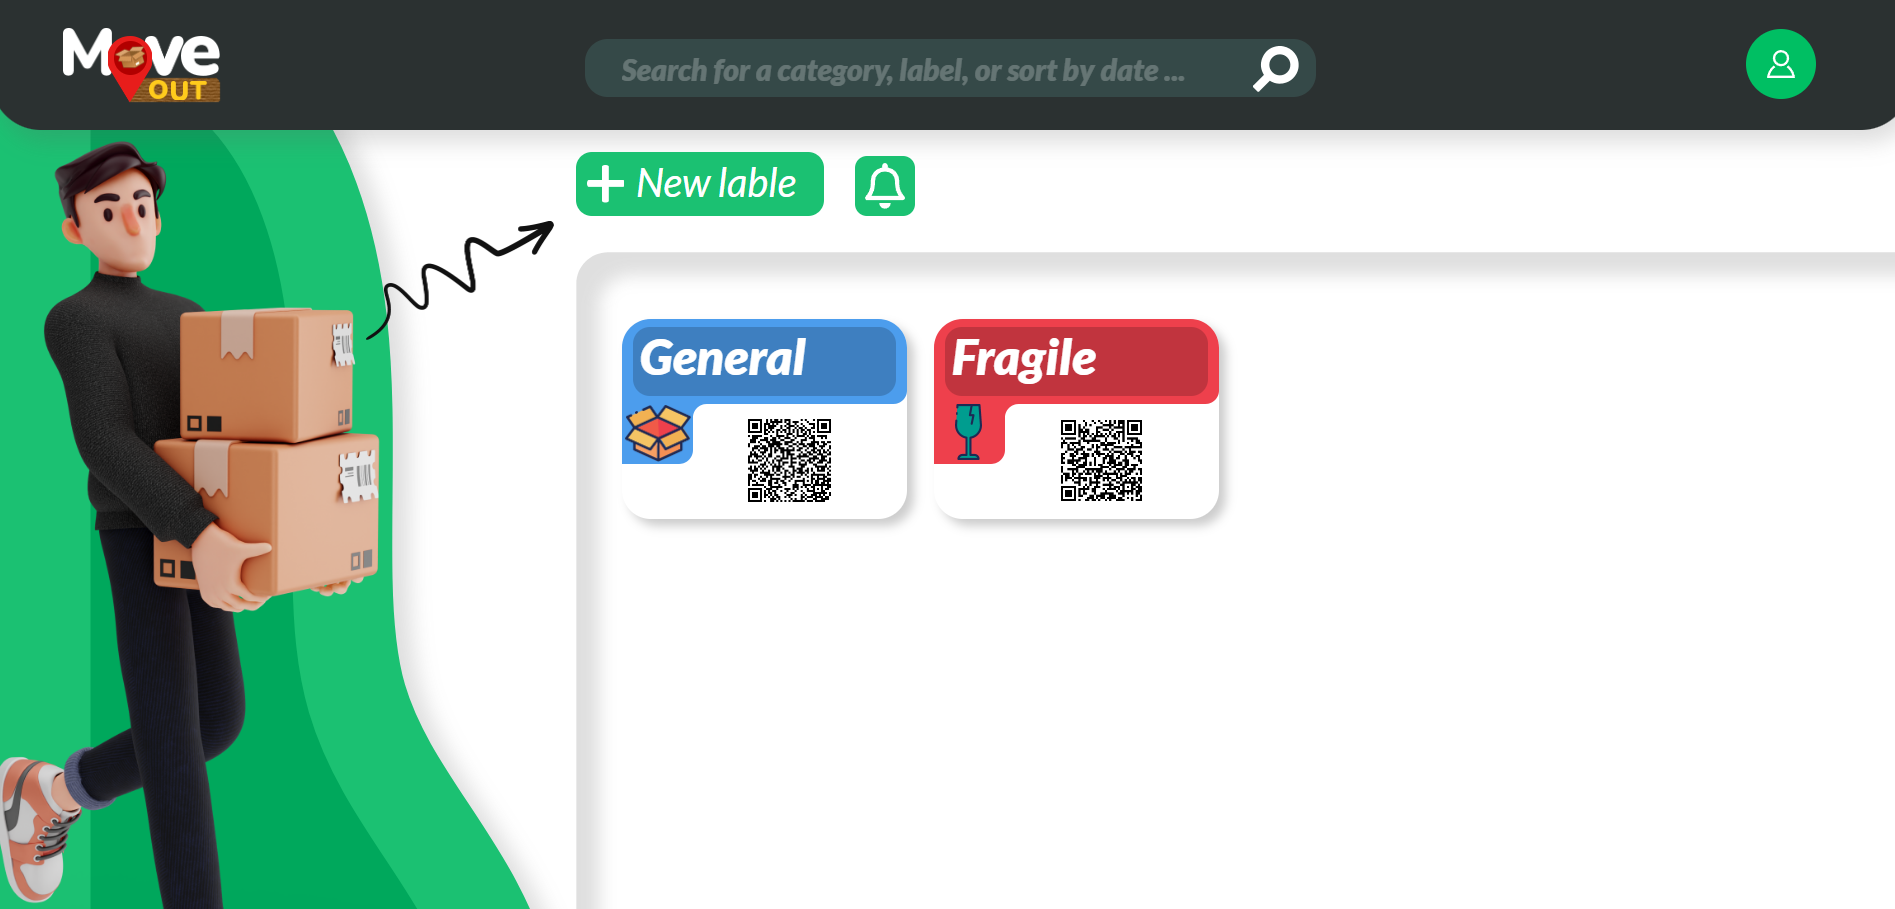 Move
OUT
Search for a category, label, or sort by date ...
New lable
General
Fragile